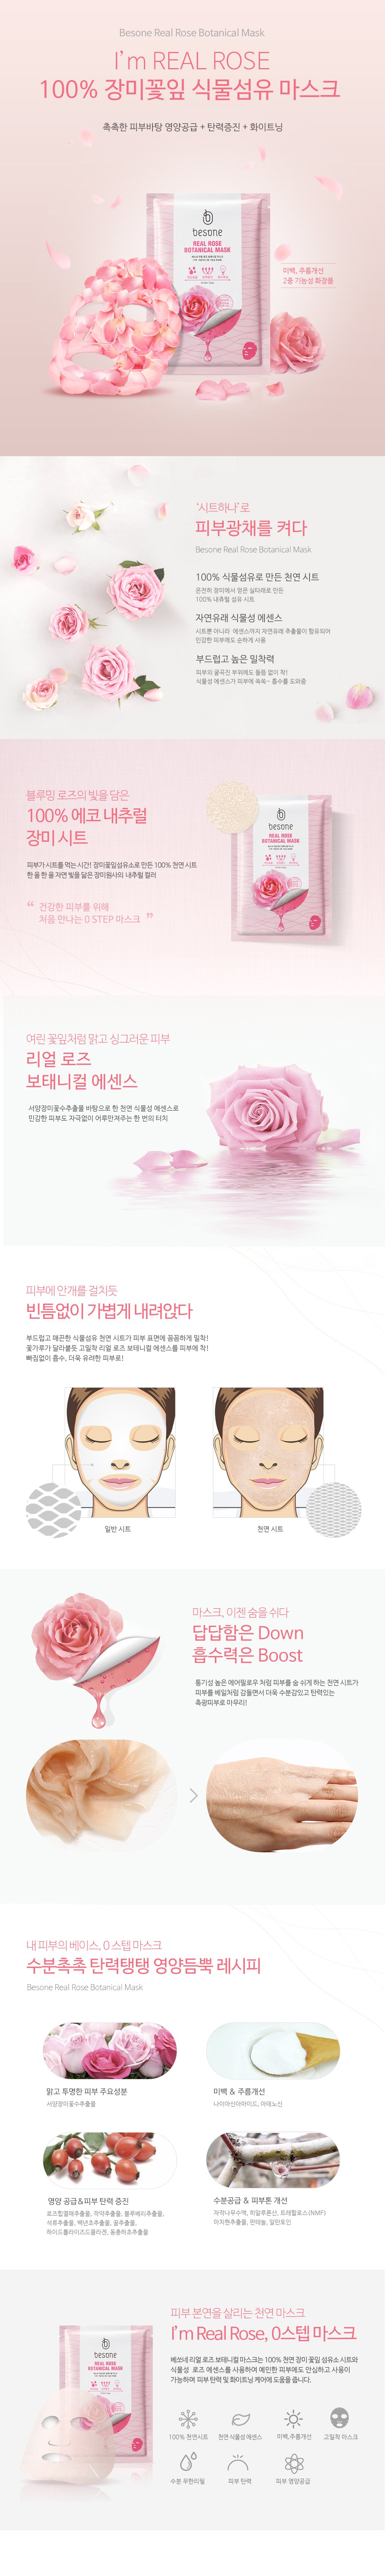 Besone Real Rose Botanical Mask
I'm REAL ROSE
100% 장미꽃잎 식물섬유 마스크
촉촉한 피부바탕 영양공급 + 탄력증진 + 화이트닝
besone
REAL ROSE
BOTANICAL MASK
미백, 주름개선
2중 기능성 화장품
'시트하나'로
피부광채를 켜다
Besone Real Rose Botanical Mask
100% 식물섬유로 만든 천연 시트
온전히 장미에서 얻은 실타래로 만든
100% 내츄럴 섬유 시트
자연유래 식물성 에센스
시트뿐 아니라 에센스까지 자연유래 추출물이 함유되어
민감한 피부에도 순하게 사용
부드럽고 높은 밀착력
피부의 굴곡진 부위에도 들뜸 없이 착!
식물성 에센스가 피부에 쏙쏙~ 흡수를 도와줌
블루밍 로즈의 빛을 담은
100% 에코 내추럴
장미 시트
피부가 시트를 먹는 시간! 장미꽃잎섬유소로 만든 100% 천연 시트
한 올 한 올 자연 빛을 담은 장미원사의 내추럴 컬러
“ 건강한 피부를 위해
처음 만나는 0 STEP 마스크 ”
besone
REAL ROSE
BOTANICAL MASK
여린 꽃잎처럼 맑고 싱그러운 피부
리얼 로즈
보태니컬 에센스
서양장미꽃수추출물 바탕으로 한 천연 식물성 에센스로
민감한 피부도 자극없이 어루만져주는 한 번의 터치
피부에 안개를 걸치듯
빈틈없이 가볍게 내려앉다
부드럽고 매끈한 식물섬유 천연 시트가 피부 표면에 꼼꼼하게 밀착!
꽃가루가 달라붙듯 고밀착 리얼 로즈 보테니컬 에센스를 피부에 착!
빠짐없이 흡수, 더욱 유려한 피부로!
일반 시트
천연 시트
마스크, 이젠 숨을 쉬다
답답함은 Down
흡수력은 Boost
통기성 높은 에어필로우 처럼 피부를 숨 쉬게 하는 천연 시트가
피부를 베일처럼 감돌면서 더욱 수분감있고 탄력있는
촉광피부로 마무리!
내 피부의 베이스, 0 스텝 마스크
수분촉촉 탄력탱탱 영양듬뿍 레시피
Besone Real Rose Botanical Mask
맑고 투명한 피부 주요성분
서양장미꽃수추출물
미백 & 주름개선
나이아신아마이드, 아데노신
영양 공급&피부 탄력 증진
로즈힙열매추출물, 작약추출물, 블루베리추출물,
석류추출물, 백년초추출물, 꿀추출물,
하이드롤라이즈드콜라겐, 동충하초추출물
수분공급 & 피부톤 개선
자작나무수액, 히알루론산, 트레할로스(NMF)
마치현추출물, 판테놀, 알란토인
피부 본연을 살리는 천연 마스크
I'm Real Rose, 0스텝 마스크
베쏘네 리얼 로즈 보테니컬 마스크는 100% 천연 장미 꽃잎 섬유소 시트와
식물성 로즈 에센스를 사용하여 예민한 피부에도 안심하고 사용이
가능하며 피부 탄력 및 화이트닝 케어에 도움을 줍니다.
besone
REAL ROSE
BOTANICAL MASK
100% 천연시트
천연 식물성 에센스
미백,주름개선
고밀착 마스크
수분 무한리필
피부 탄력
피부 영양공급